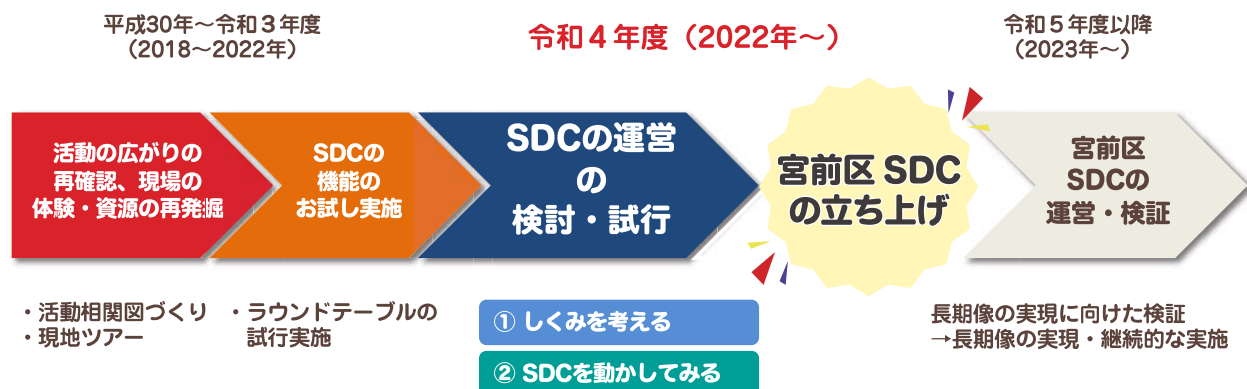 平成30年～令和３年度
（2018～2022年）
令和４年度（2022年～）
令和５年度以降
（2023年～）
活動の広がりの
再確認、現場の
体験・資源の再発掘
SDCの
機能の
お試し実施
SDCの運営
の
検討・試行
宮前区 SDC
の立ち上げ
宮前区
SDCの
運営・検証
・活動相関図づくり
・現地ツアー
・ラウンドテーブルの
試行実施
① しくみを考える
② SDCを動かしてみる
長期像の実現に向けた検証
→長期像の実現・継続的な実施